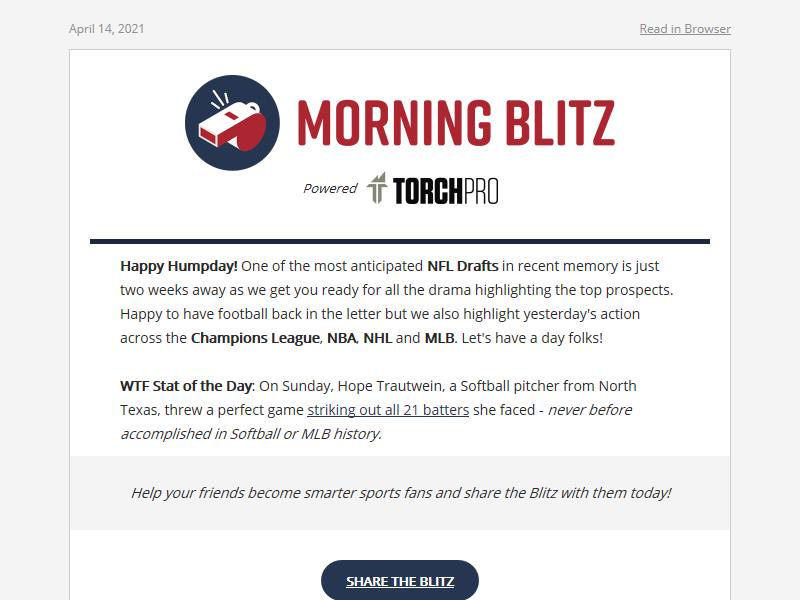 April 14, 2021
Read in Browser
MORNING BLITZ
Powered TORCHPRO
Happy Humpday! One of the most anticipated NFL Drafts in recent memory is just
two weeks away as we get you ready for all the drama highlighting the top prospects.
Happy to have football back in the letter but we also highlight yesterday's action
across the Champions League, NBA, NHL and MLB. Let's have a day folks!
WTF Stat of the Day: On Sunday, Hope Trautwein, a Softball pitcher from North
Texas, threw a perfect game striking out all 21 batters she faced - never before
accomplished in Softball or MLB history.
Help your friends become smarter sports fans and share the Blitz with them today!
SHARE THE BLITZ